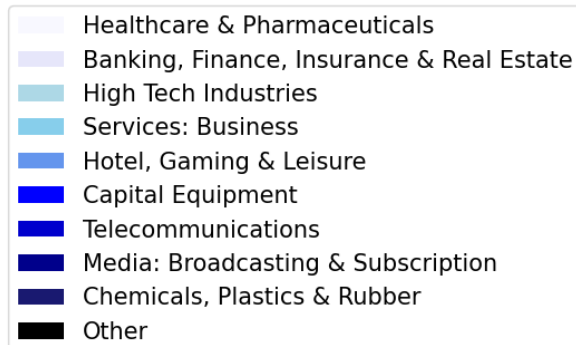 Healthcare & Pharmaceuticals
Banking, Finance, Insurance & Real Estate
High Tech Industries
Services: Business
Hotel, Gaming & Leisure
Capital Equipment
Telecommunications
Media: Broadcasting & Subscription
Chemicals, Plastics & Rubber
Other